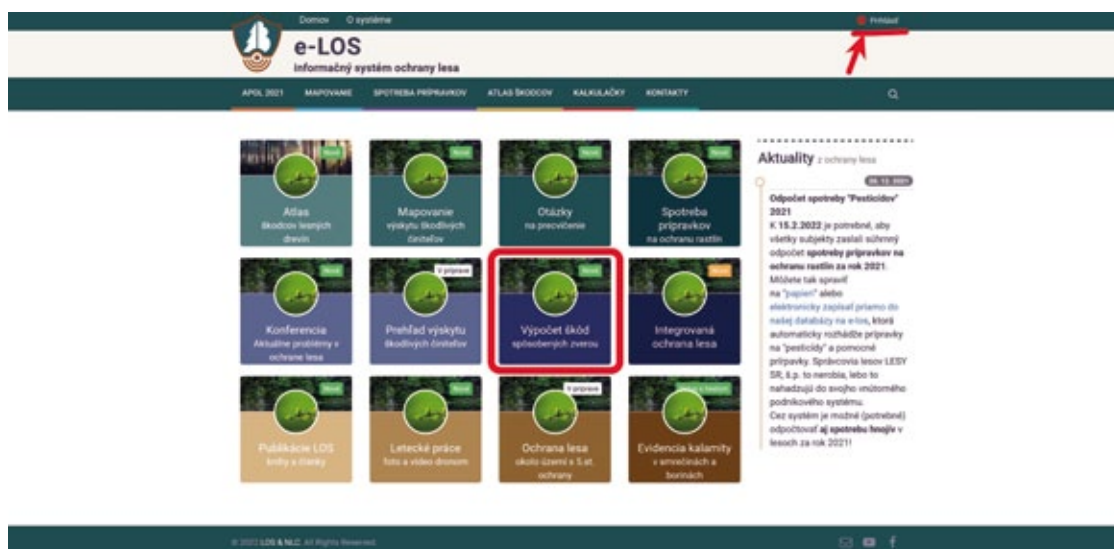 Domov O systéme
Prihlásiť
e-LOS
Informačný systém ochrany lesa
APOL 2021 MAPOVANIE SPOTREBA PRÍPRAVKOV ATLAS ŠKODCOV KALKULAČKY KONTAKTY
Nové
Atlas
škodcov lesných
drevín
Nové
Mapovanie
výskytu škodlivých
činiteľov
Nové
Otázky
na precvičenie
Nové
Spotreba
prípravkov
na ochranu rastlín
Nové
Konferencia
Aktuálne problémy v
ochrane lesa
V príprave
Prehľad výskytu
škodlivých činiteľov
Nové
Výpočet škôd
spôsobených zverou
Integrovaná
ochrana lesa
Nové
Publikácie LOS
knihy a články
Nové
Letecké práce
foto a video dronom
V príprave
Ochrana lesa
okolo území s 5.st.
ochrany
Evidencia kalamity
v smrečinách a
borinách
Aktuality z ochrany lesa
Odpočet spotreby "Pesticídov"
2021
K 15.2.2022 je potrebné, aby
všetky subjekty zaslali súhrnný
odpočet spotreby prípravkov na
ochranu rastlín za rok 2021.
Môžete tak spraviť
na "papieri" alebo
elektronicky zapísať priamo do
našej databázy na e-los, ktorá
automaticky rozhádže prípravky
na "pesticídy" a pomocné
prípravky. Správcovia lesov LESY
SR, š.p. to nerobia, lebo to
nahadzujú do svojho vnútorného
podnikového systému.
Cez systém je možné (potrebné)
odpočtovať aj spotrebu hnojív v
lesoch za rok 2021!
© 2022 LOS & NLC. All Rights Reserved.